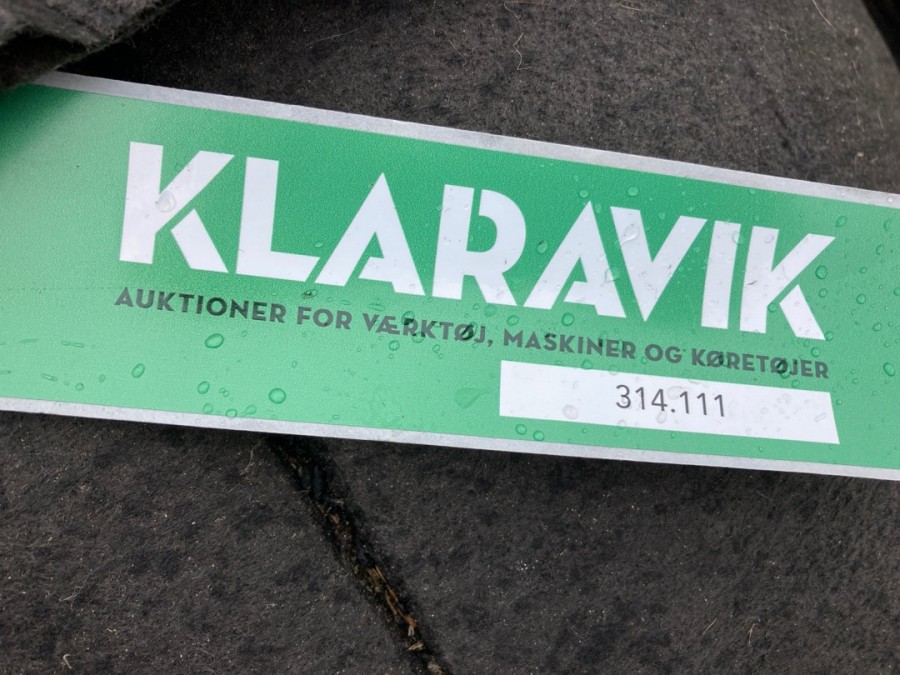 KLARAVIK
AUKTIONER FOR VÆRKTØJ, MASKINER OG KØRETØJER
314.111